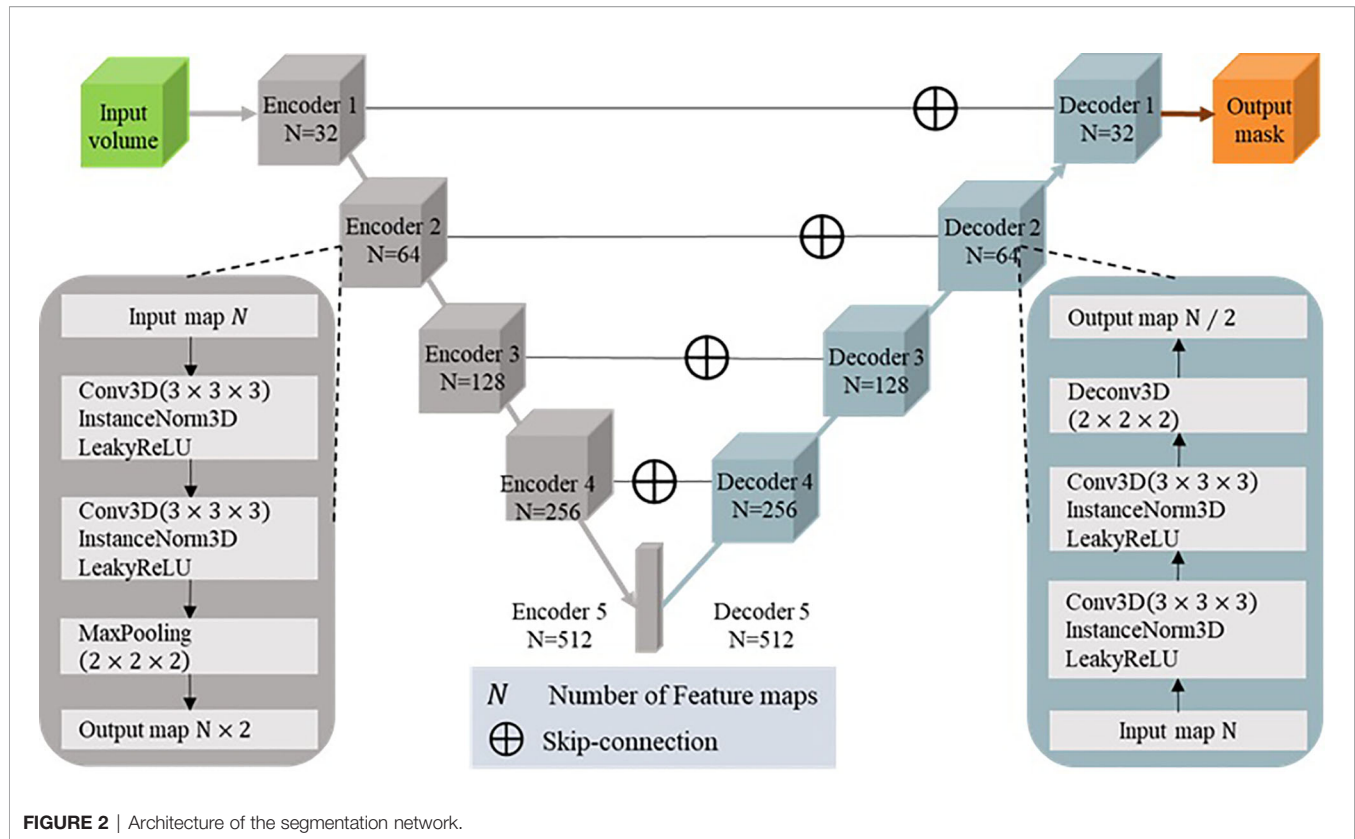 Input
volume
Encoder 1
N=32
Decoder 1
N=32
Output
mask
Encoder 2
N=64
Decoder 2
N=64
Encoder 3
N=128
Decoder 3
N=128
Encoder 4
N=256
Decoder 4
N=256
Encoder 5
N=512
Decoder 5
N=512
Input map N
Conv3D(3 × 3 × 3)
InstanceNorm3D
LeakyReLU
Conv3D(3 × 3 × 3)
InstanceNorm3D
LeakyReLU
MaxPooling
(2 × 2 × 2)
Output map N × 2
Output map N / 2
Deconv3D
(2 × 2 × 2)
Conv3D(3 × 3 × 3)
InstanceNorm3D
LeakyReLU
Conv3D(3 × 3 × 3)
InstanceNorm3D
LeakyReLU
Input map N
N Number of Feature maps
⊕ Skip-connection
FIGURE 2 | Architecture of the segmentation network.